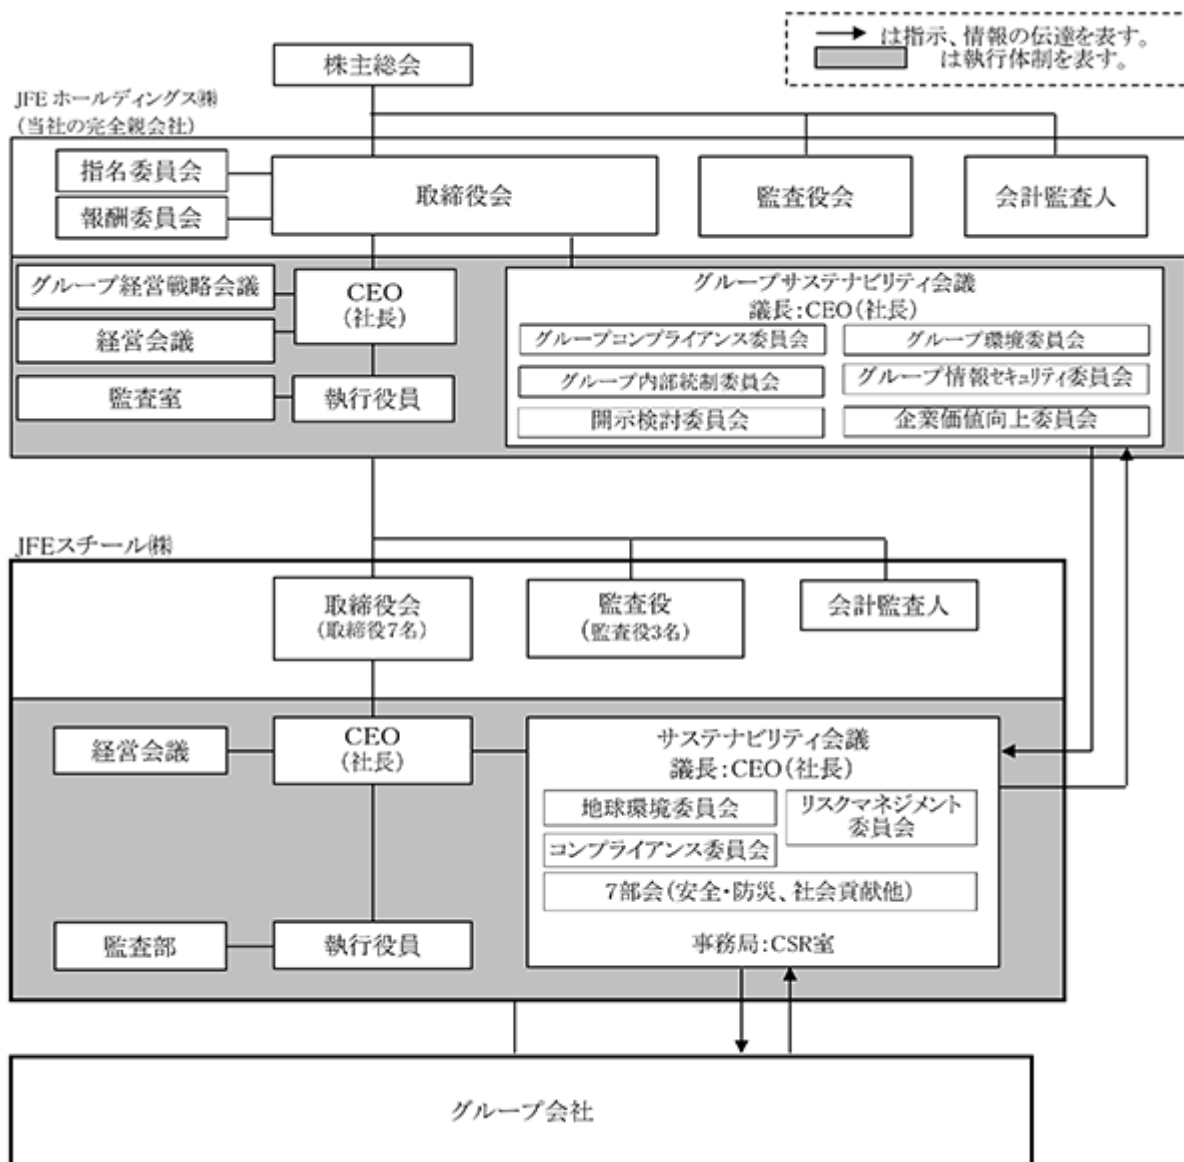 は指示、情報の伝達を表す。
は執行体制を表す。
株主総会
JFE ホールディングス㈱
(当社の完全親会社)
指名委員会
報酬委員会
取締役会
監査役会
会計監査人
グループ経営戦略会議
経営会議
監査室
CEO
(社長)
執行役員
グループサステナビリティ会議
議長:CEO(社長)
グループコンプライアンス委員会
グループ環境委員会
グループ内部統制委員会
グループ情報セキュリティ委員会
開示検討委員会
企業価値向上委員会
JFEスチール㈱
取締役会
(取締役7名)
監査役
(監査役3名)
会計監査人
経営会議
CEO
(社長)
監査部
執行役員
サステナビリティ会議
議長:CEO(社長)
地球環境委員会
リスクマネジメント
委員会
コンプライアンス委員会
7部会(安全・防災、社会貢献他)
事務局:CSR室
グループ会社